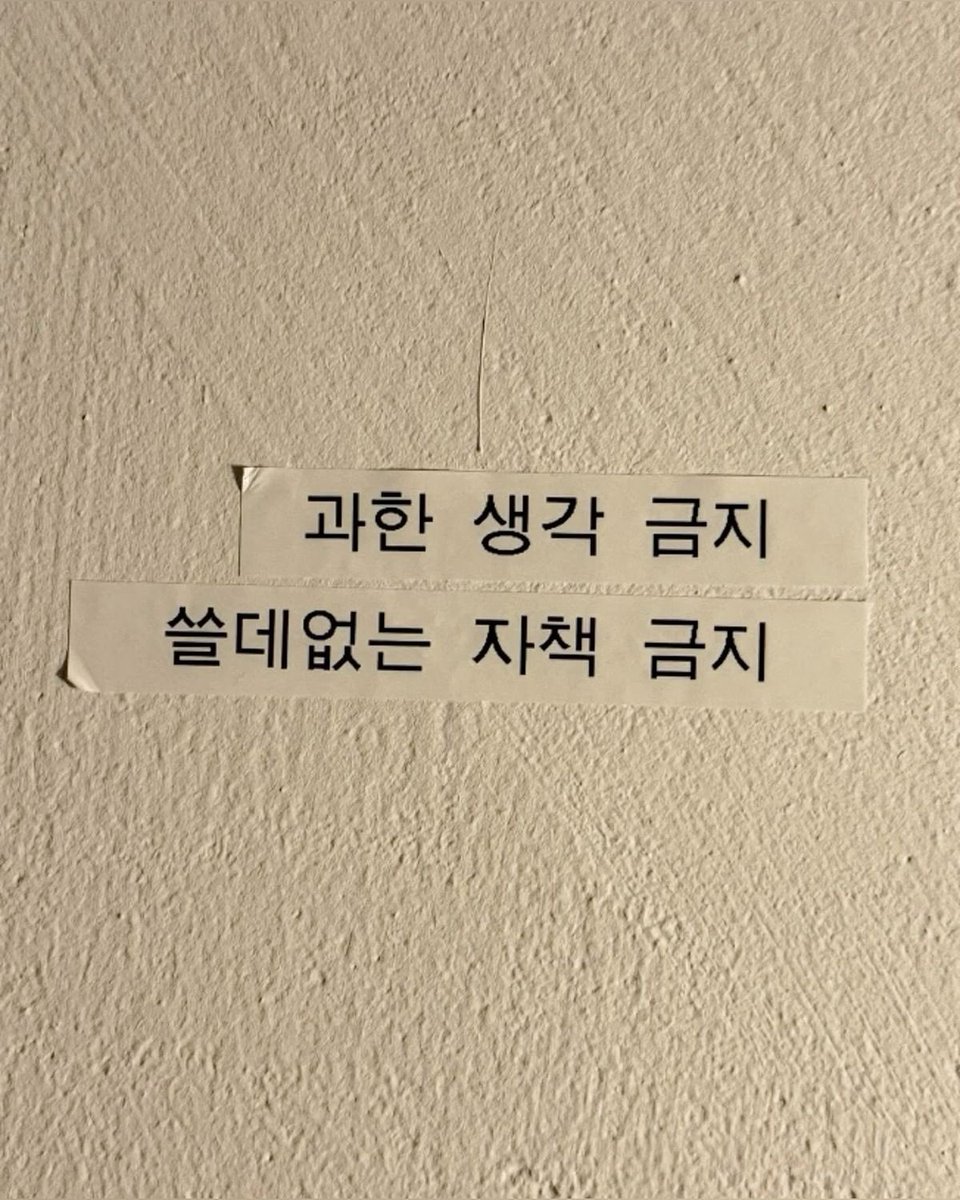 과한 생각 금지
쓸데없는 자책 금지